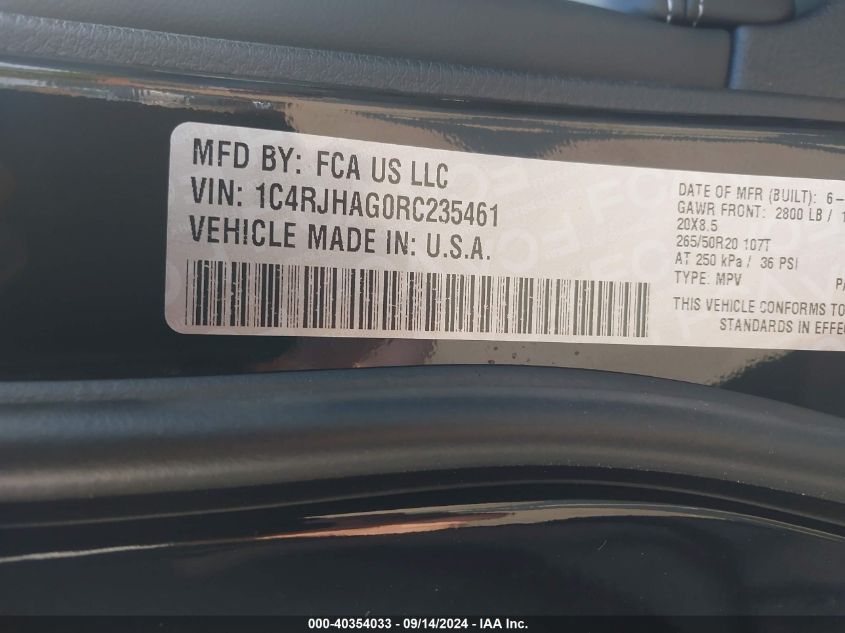 MFD BY: FCA US LLC
VIN: 1C4RJHAG0RC235461
VEHICLE MADE IN: U.S.A.
DATE OF MFR (BUILT): 6-
GAWR FRONT: 2800 LB / 1
20X8.5
265/50R20 107T
AT 250 kPa / 36 PSI
TYPE: MPV
THIS VEHICLE CONFORMS TO
STANDARDS IN
000-40354033 - 09/14/2024 - IAA Inc.